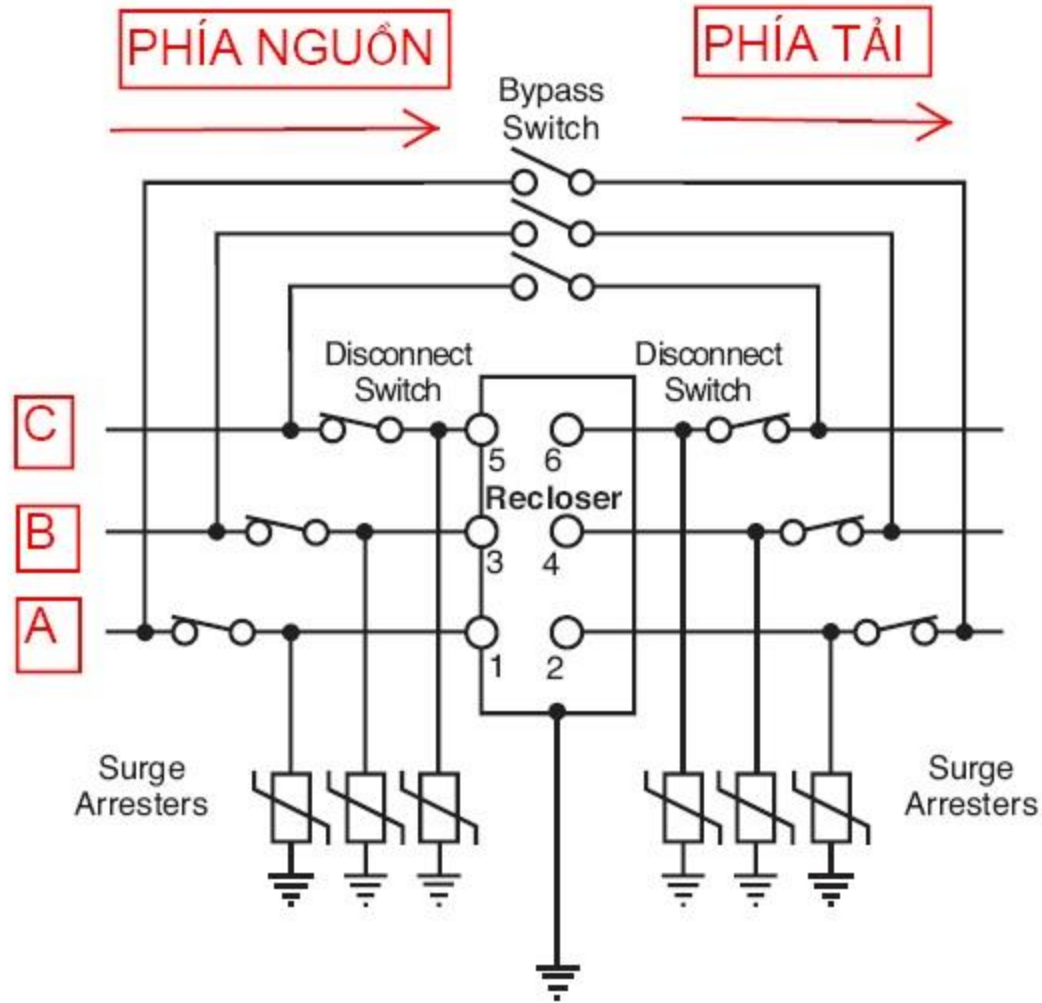 PHÍA NGUỒN
PHÍA TẢI
Bypass
Switch
Disconnect
Switch
Disconnect
Switch
C
5
6
Recloser
B
3
4
A
1
2
Surge
Arresters
Surge
Arresters